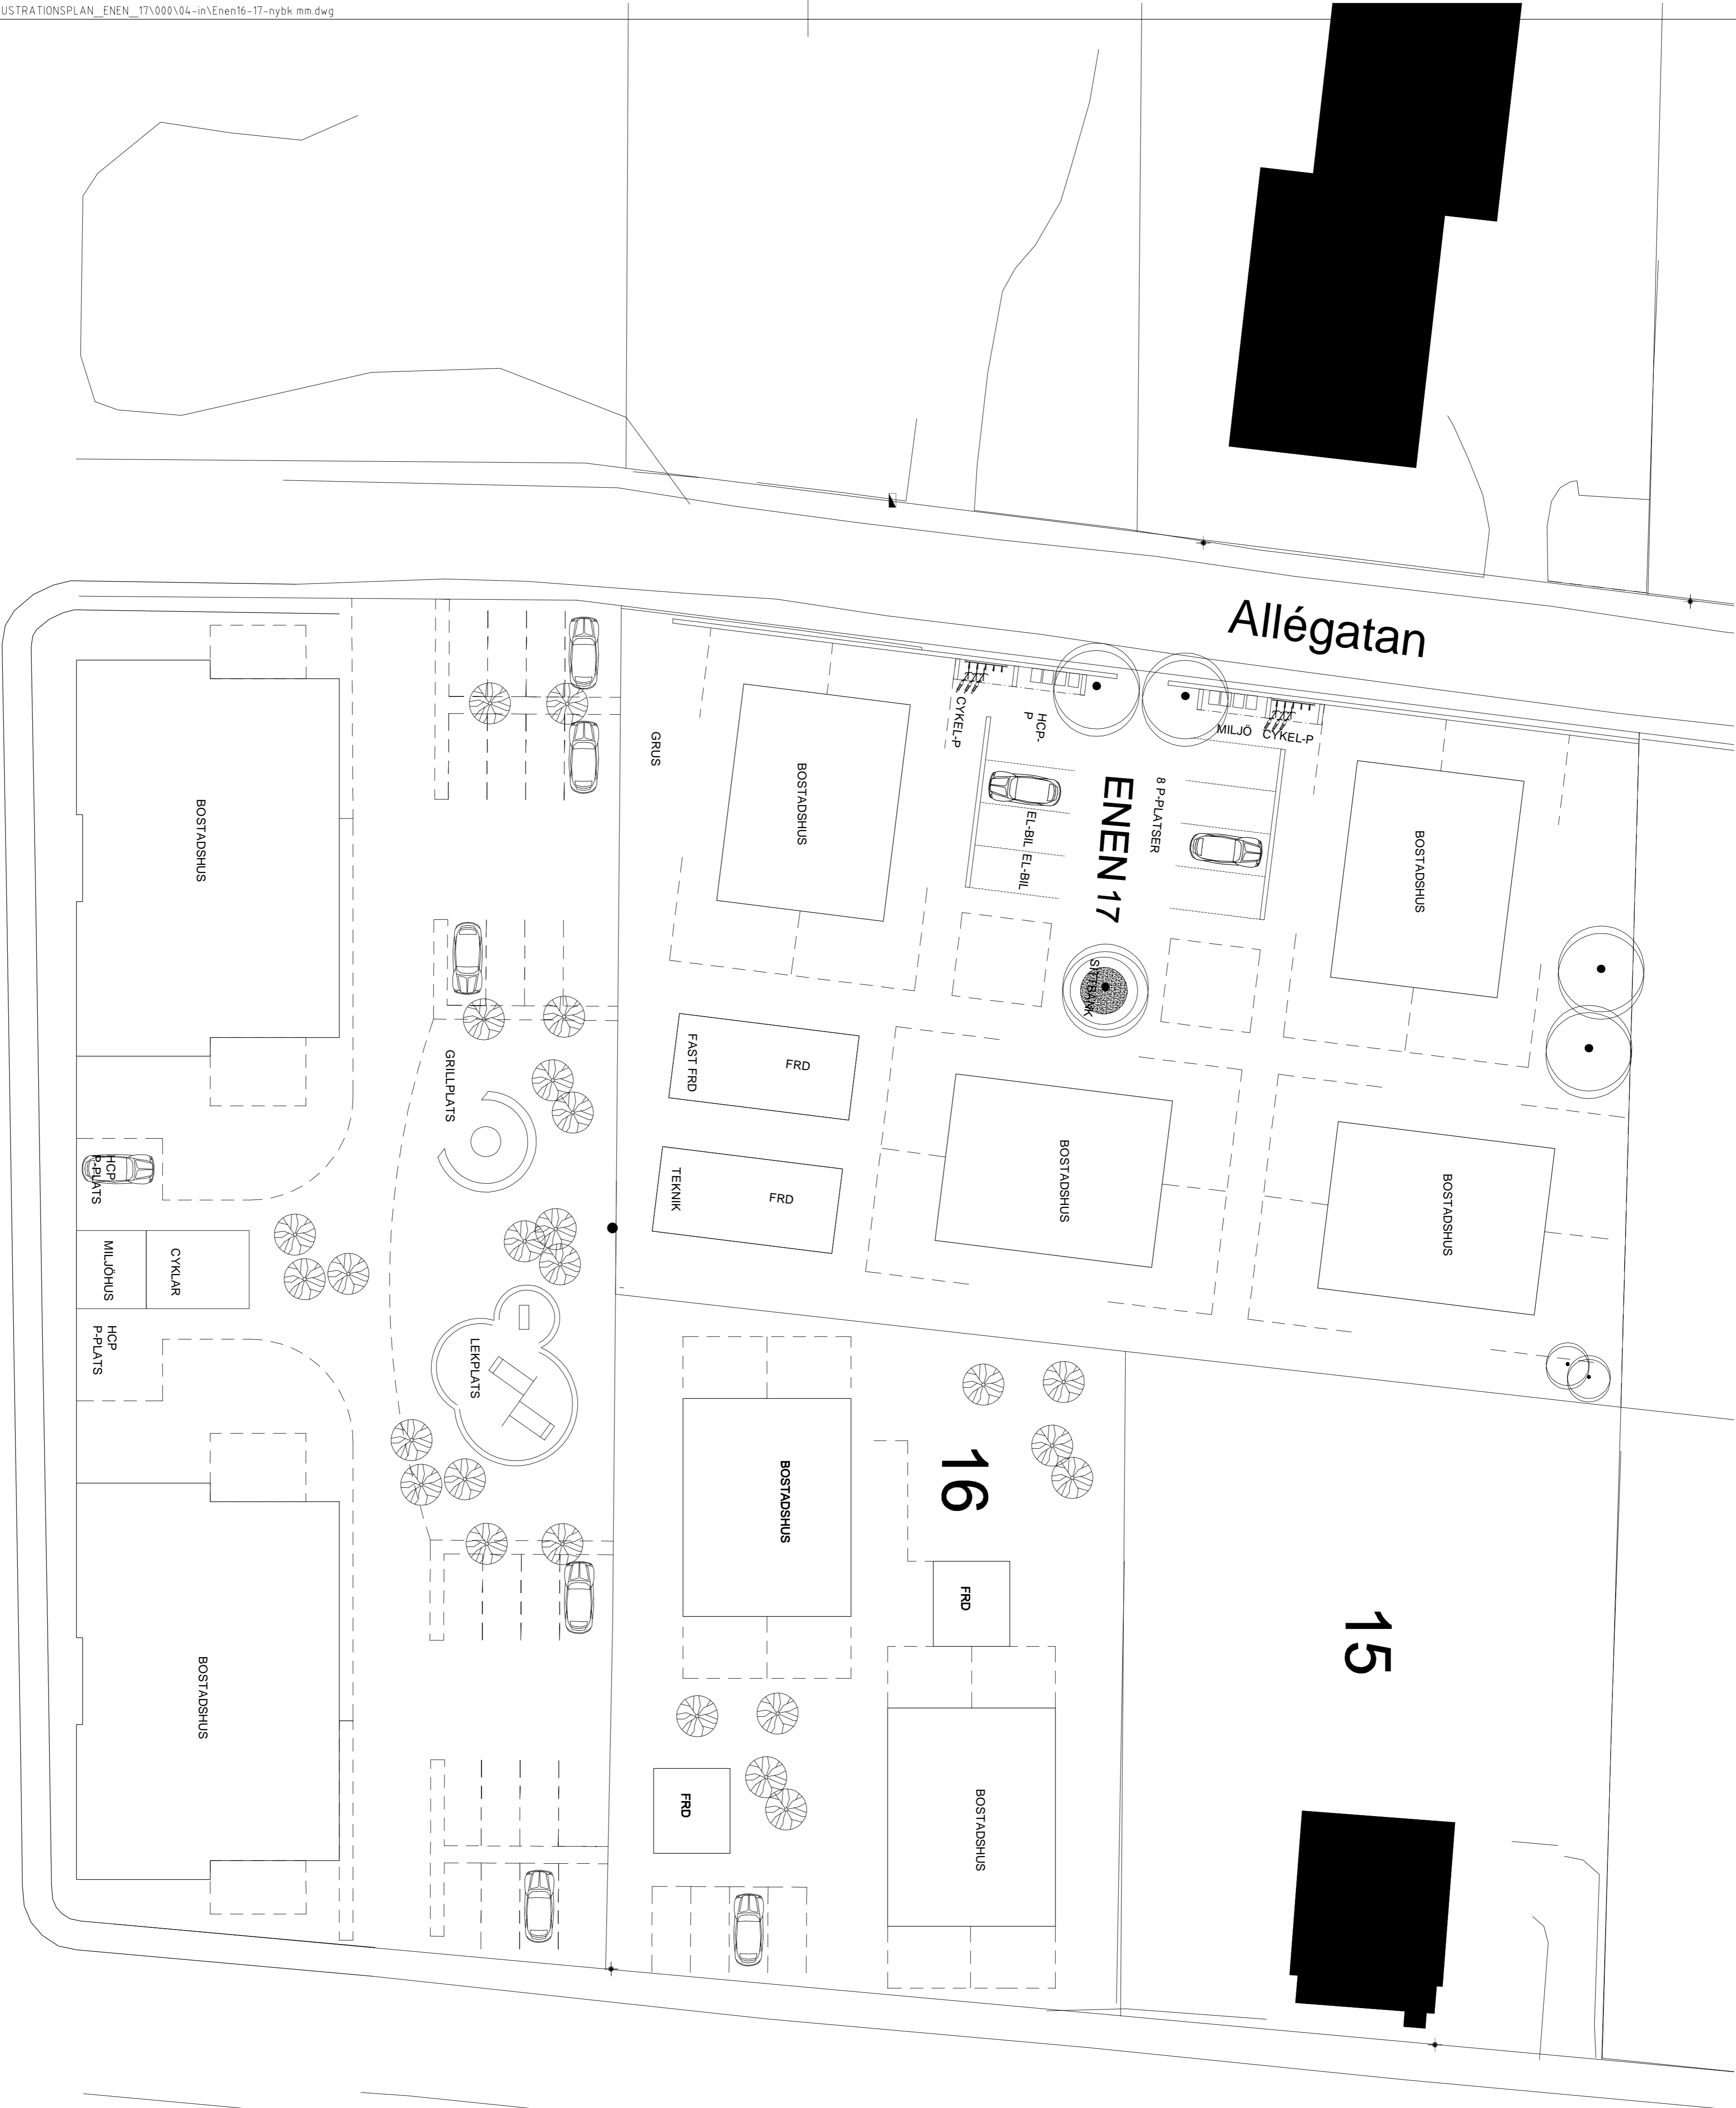 USTRATIONSPLAN_ENEN_17\000\04-in\Enen16-17-nybk mm.dwg
Allégatan
CYKEL-P
HCP-
P
MILJÖ
CYKEL-P
GRUS
BOSTADSHUS
EL-BIL
EL-BIL
ENEN 17
8 P-PLATSER
BOSTADSHUS
BOSTADSHUS
SITTBÄNK
FAST FRD
FRD
GRILLPLATS
TEKNIK
FRD
BOSTADSHUS
BOSTADSHUS
HCP
P-PLATS
MILJÖHUS
CYKLAR
HCP
P-PLATS
LEKPLATS
BOSTADSHUS
16
FRD
15
BOSTADSHUS
FRD
BOSTADSHUS